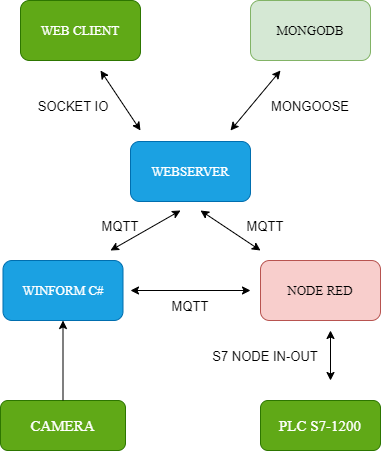 WEB CLIENT
MONGODB
SOCKET IO
MONGOOSE
WEBSERVER
MQTT
MQTT
WINFORM C#
NODE RED
MQTT
S7 NODE IN-OUT
CAMERA
PLC S7-1200